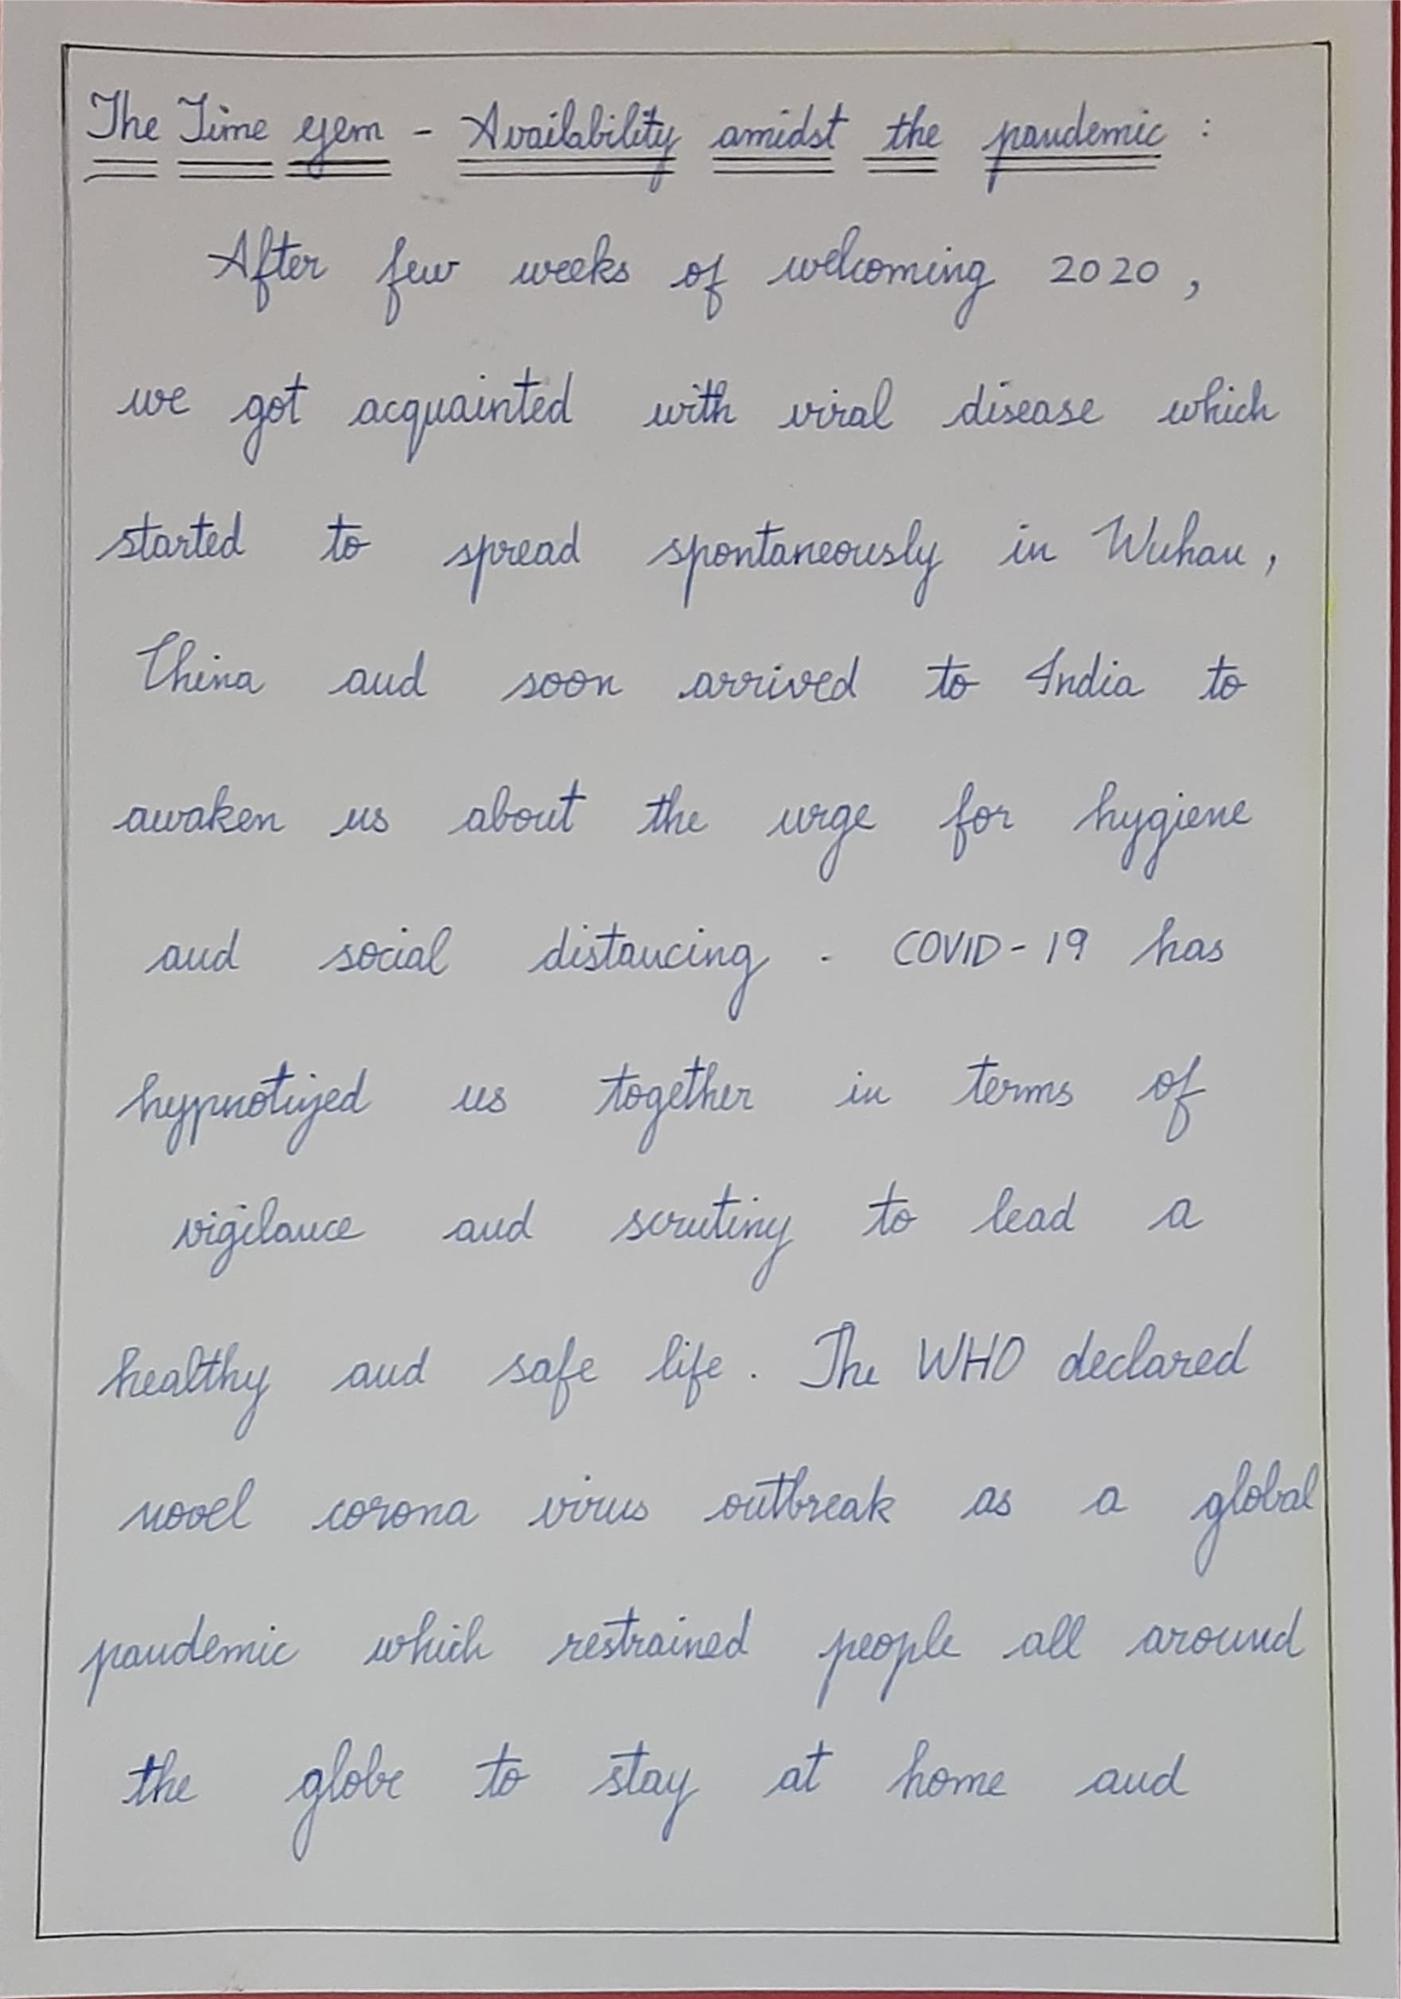 The Time gem - Availability amidst the pandemic :
After few weeks of welcoming 2020 ,
we got acquainted with viral disease which
started to spread spontaneously in Wuhan ,
China and soon arrived to India to
awaken us about the urge for hygiene
and social distancing . COVID-19 has
hypnotized us together in terms of
vigilance and scrutiny to lead a
healthy and safe life . The WHO declared
novel corona virus outbreak as a global
pandemic which restrained people all around
the globe to stay at home and